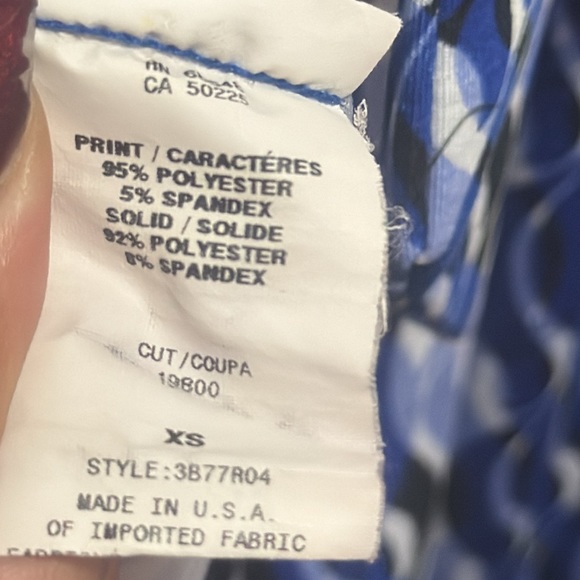 CA 50225
PRINT / CARACTÉRES
95% POLYESTER
5% SPANDEX
SOLID / SOLIDE
92% POLYESTER
8% SPANDEX
CUT/COUPA
19800
XS
STYLE:3B77R04
MADE IN U.S.A.
OF IMPORTED FABRIC